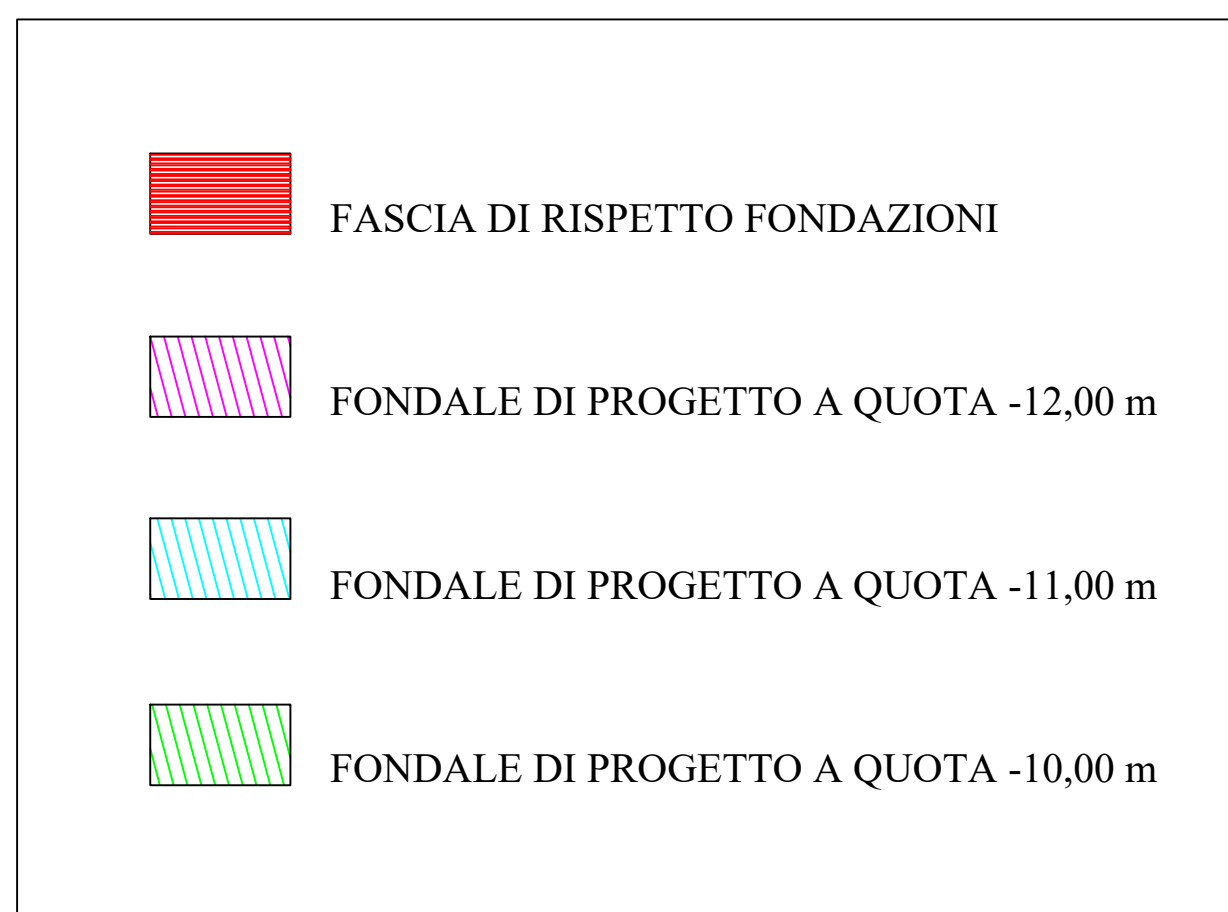 FASCIA DI RISPETTO FONDAZIONI
FONDALE DI PROGETTO A QUOTA -12,00 m
FONDALE DI PROGETTO A QUOTA -11,00 m
FONDALE DI PROGETTO A QUOTA -10,00 m